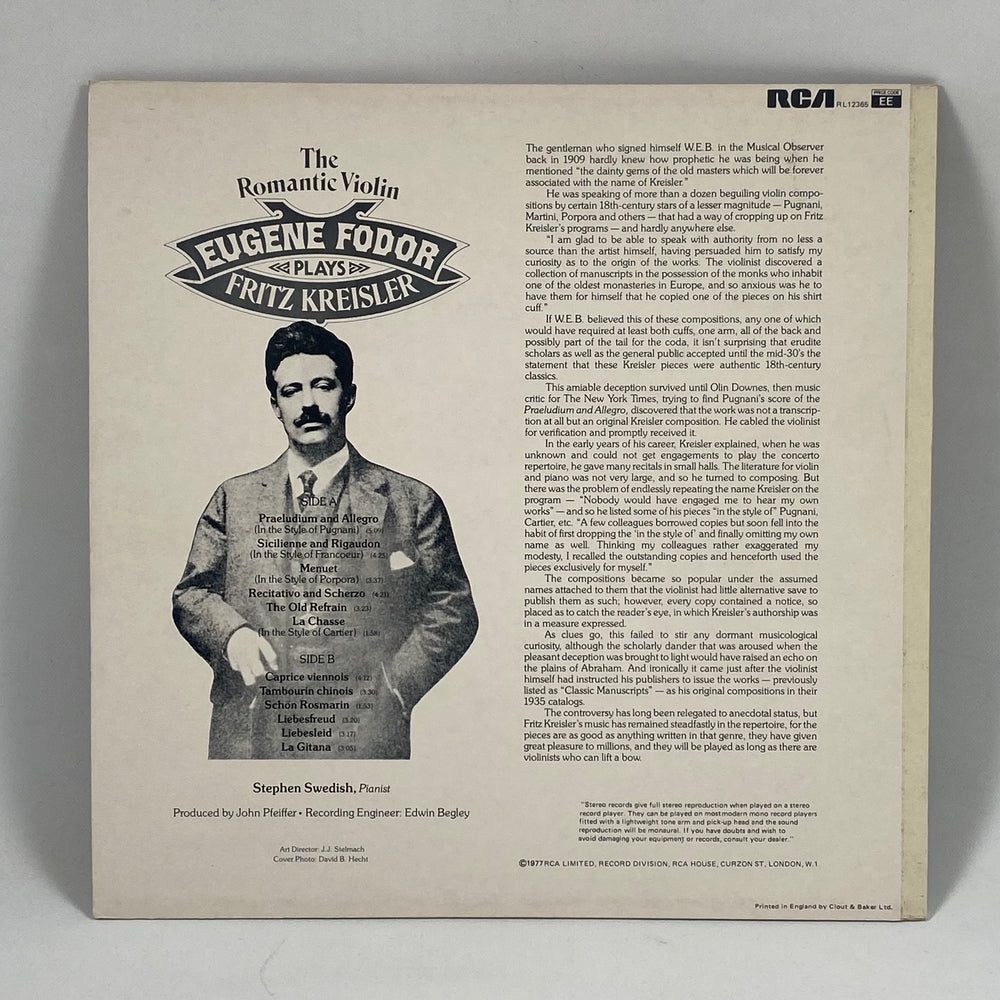 RCA RL12365 PRICE CODE EE
The
Romantic Violin
EUGENE FODOR
PLAYS
FRITZ KREISLER
SIDE A
Praeludium and Allegro
(In the Style of Pugnani) (5:09)
Sicilienne and Rigaudon
(In the Style of Francoeur) (4:25)
Menuet
(In the Style of Porpora) (3:37)
Recitativo and Scherzo (4:21)
The Old Refrain (3:23)
La Chasse
(In the Style of Cartier) (1:58)
SIDE B
Caprice viennois (4:12)
Tambourin chinois (3:30)
Schön Rosmarin (1:53)
Liebesfreud (3:20)
Liebesleid (3:17)
La Gitana (3:05)
Stephen Swedish, Pianist
Produced by John Pfeiffer • Recording Engineer: Edwin Begley
Art Director: J.J. Stelmach
Cover Photo: David B. Hecht
The gentleman who signed himself W.E.B. in the Musical Observer
back in 1909 hardly knew how prophetic he was being when he
mentioned "the dainty gems of the old masters which will be forever
associated with the name of Kreisler."
He was speaking of more than a dozen beguiling violin compo-
sitions by certain 18th-century stars of a lesser magnitude — Pugnani,
Martini, Porpora and others — that had a way of cropping up on Fritz
Kreisler's programs — and hardly anywhere else.
"I am glad to be able to speak with authority from no less a
source than the artist himself, having persuaded him to satisfy my
curiosity as to the origin of the works. The violinist discovered a
collection of manuscripts in the possession of the monks who inhabit
one of the oldest monasteries in Europe, and so anxious was he to
have them for himself that he copied one of the pieces on his shirt
cuff."
If W.E.B. believed this of these compositions, any one of which
would have required at least both cuffs, one arm, all of the back and
possibly part of the tail for the coda, it isn't surprising that erudite
scholars as well as the general public accepted until the mid-30's the
statement that these Kreisler pieces were authentic 18th-century
classics.
This amiable deception survived until Olin Downes, then music
critic for The New York Times, trying to find Pugnani's score of the
Praeludium and Allegro, discovered that the work was not a transcrip-
tion at all but an original Kreisler composition. He cabled the violinist
for verification and promptly received it.
In the early years of his career, Kreisler explained, when he was
unknown and could not get engagements to play the concerto
repertoire, he gave many recitals in small halls. The literature for violin
and piano was not very large, and so he turned to composing. But
there was the problem of endlessly repeating the name Kreisler on the
program — "Nobody would have engaged me to hear my own
works" — and so he listed some of his pieces "in the style of" Pugnani,
Cartier, etc. "A few colleagues borrowed copies but soon fell into the
habit of first dropping the 'in the style of' and finally omitting my own
name as well. Thinking my colleagues rather exaggerated my
modesty, I recalled the outstanding copies and henceforth used the
pieces exclusively for myself."
The compositions became so popular under the assumed
names attached to them that the violinist had little alternative save to
publish them as such; however, every copy contained a notice, so
placed as to catch the reader's eye, in which Kreisler's authorship was
in a measure expressed.
As clues go, this failed to stir any dormant musicological
curiosity, although the scholarly dander that was aroused when the
pleasant deception was brought to light would have raised an echo on
the plains of Abraham. And ironically it came just after the violinist
himself had instructed his publishers to issue the works — previously
listed as "Classic Manuscripts" — as his original compositions in their
1935 catalogs.
The controversy has long been relegated to anecdotal status, but
Fritz Kreisler's music has remained steadfastly in the repertoire, for the
pieces are as good as anything written in that genre, they have given
great pleasure to millions, and they will be played as long as there are
violinists who can lift a bow.
"Stereo records give full stereo reproduction when played on a stereo
record player. They can be played on most modern mono record players
fitted with a lightweight tone arm and pick-up head and the sound
reproduction will be monaural. If you have doubts and wish to
avoid damaging your equipment or records, consult your dealer."
©1977 RCA LIMITED, RECORD DIVISION, RCA HOUSE, CURZON ST, LONDON, W.1.
Printed in England by Clout & Baker Ltd.